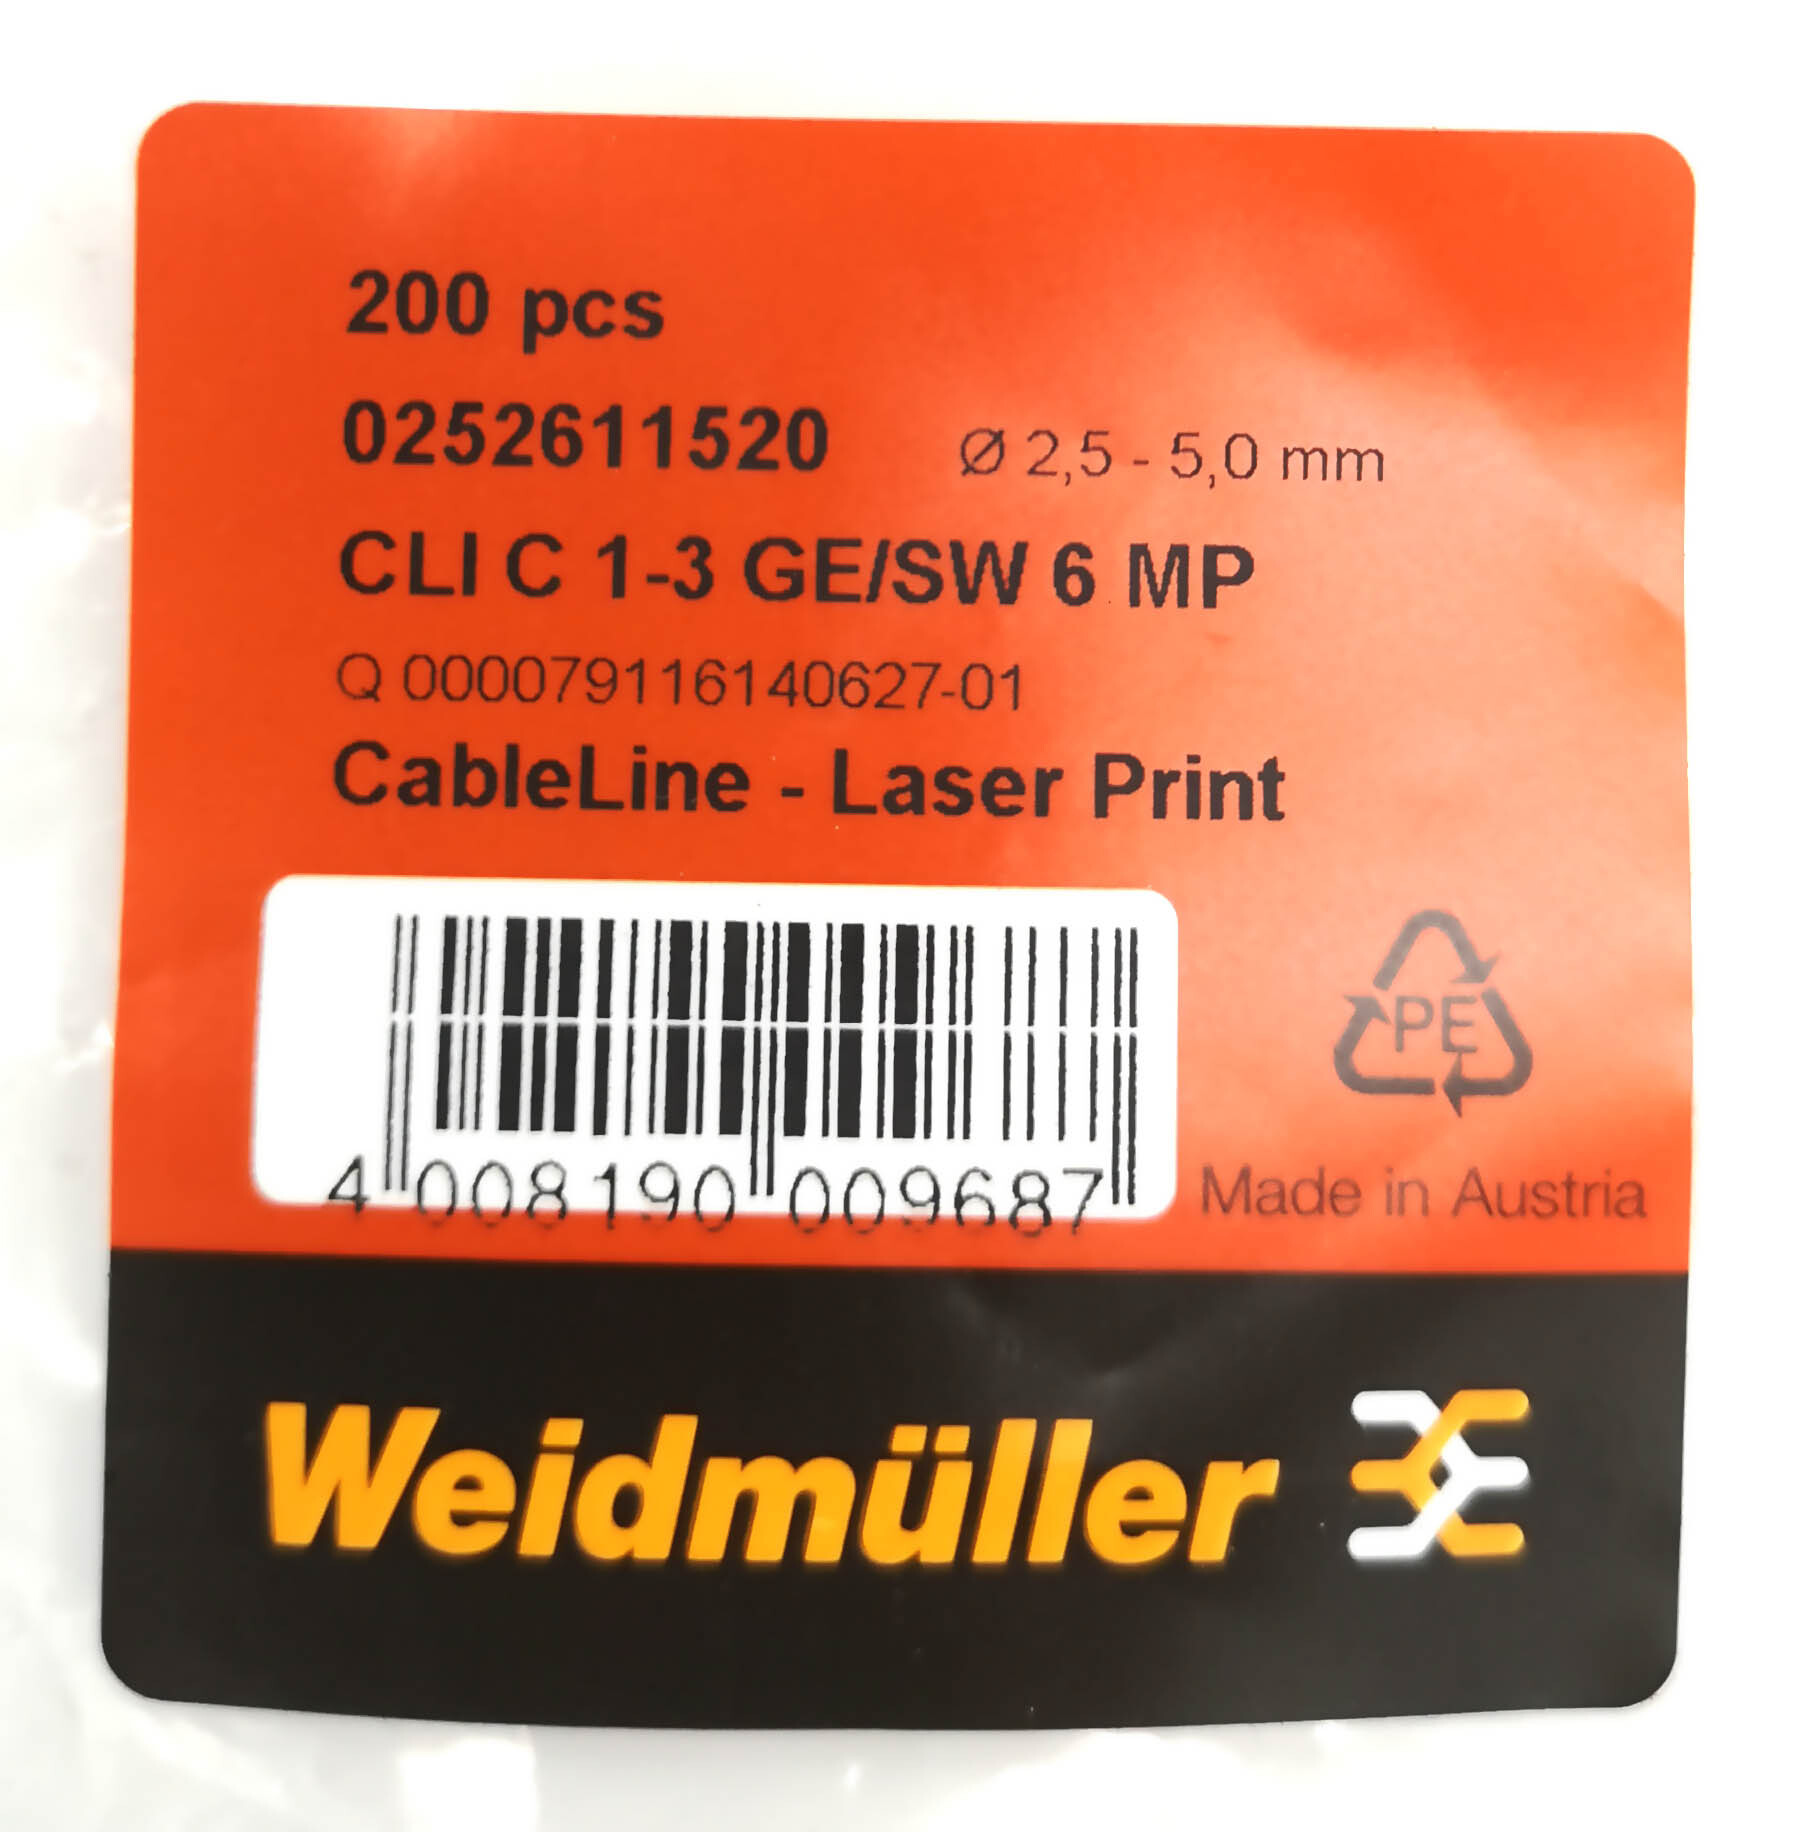 200 pcs
0252611520 Ø 2,5 - 5,0 mm
CLI C 1-3 GE/SW 6 MP
Q 000079116140627-01
CableLine - Laser Print
PE
4 008190 009687
Made in Austria
Weidmüller